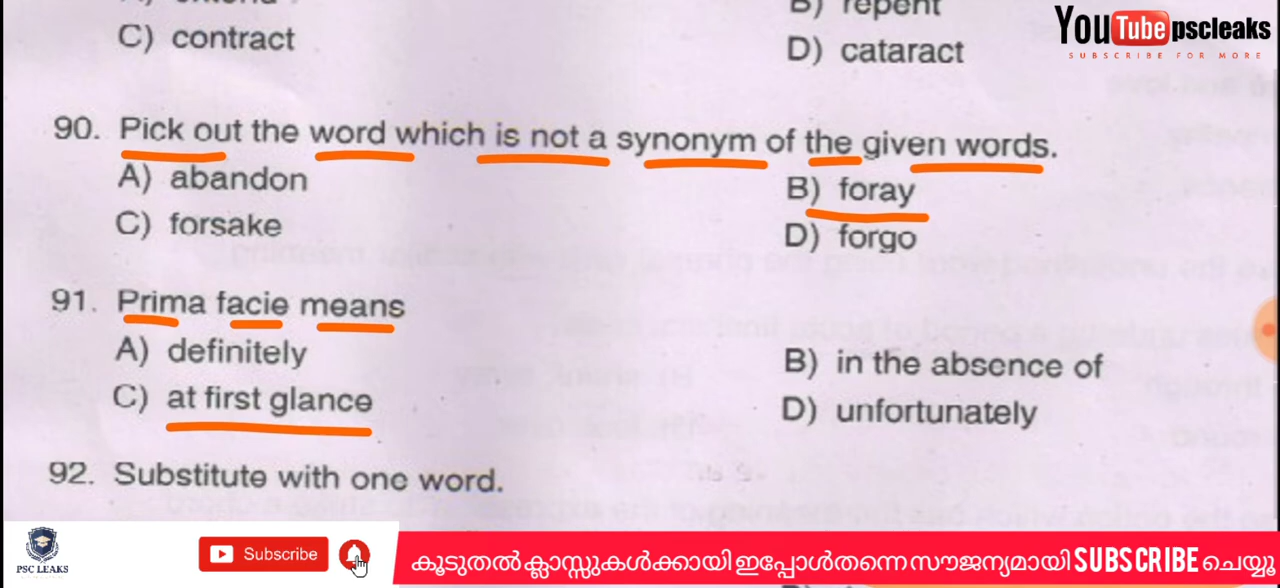 YouTube pscleaks
SUBSCRIBE FOR MORE
B) repent
C) contract
D) cataract
90. Pick out the word which is not a synonym of the given words.
A) abandon
B) foray
C) forsake
D) forgo
91. Prima facie means
A) definitely
B) in the absence of
C) at first glance
D) unfortunately
92. Substitute with one word.
PSC LEAKS
Subscribe
കൂടുതൽ ക്ലാസ്സുകൾക്കായി ഇപ്പോൾതന്നെ സൗജന്യമായി SUBSCRIBE ചെയ്യൂ